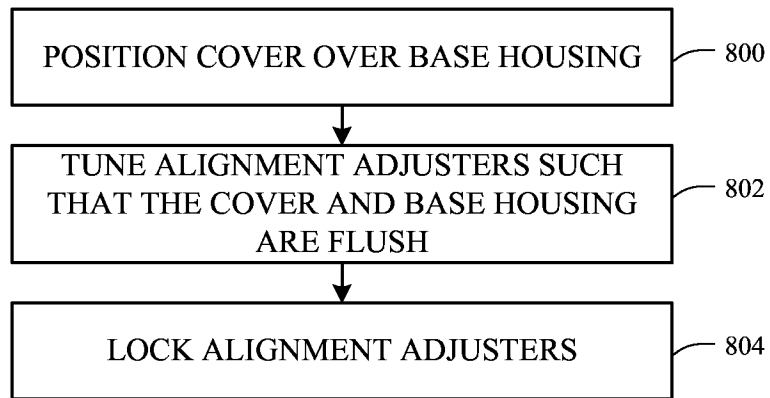 POSITION COVER OVER BASE HOUSING
800
TUNE ALIGNMENT ADJUSTERS SUCH
THAT THE COVER AND BASE HOUSING
ARE FLUSH
802
LOCK ALIGNMENT ADJUSTERS
804